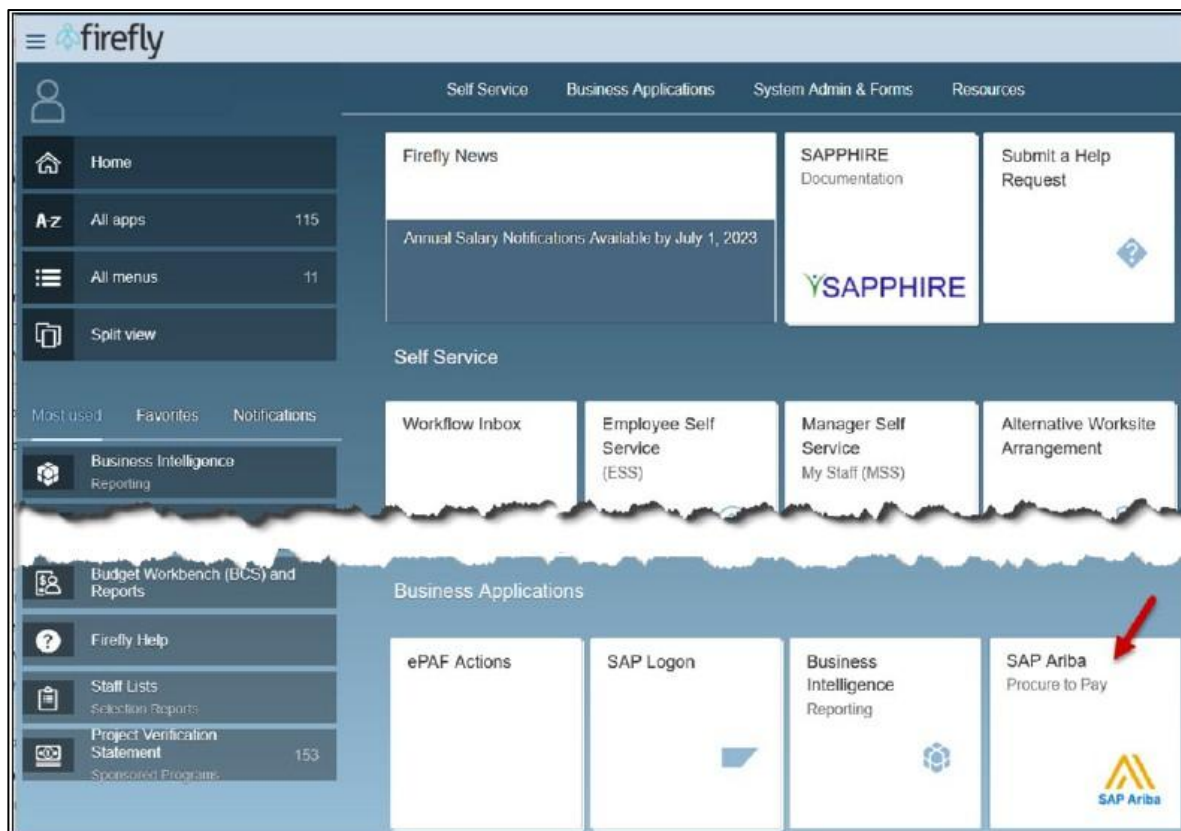 firefly
Self Service
Business Applications
System Admin & Forms
Resources
Home
A-Z
All apps
115
All menus
11
Split view
Most used
Favorites
Notifications
Business Intelligence
Reporting
Budget Workbench (BCS) and
Reports
Firefly Help
Staff Lists
Selection Reports
Project Verification
Statement
153
Sponsored Programs
Firefly News
Annual Salary Notifications Available by July 1, 2023
SAPPHIRE
Documentation
SAPPHIRE
Submit a Help
Request
Self Service
Workflow Inbox
Employee Self
Service
(ESS)
Manager Self
Service
My Staff (MSS)
Alternative Worksite
Arrangement
Business Applications
ePAF Actions
SAP Logon
Business
Intelligence
Reporting
SAP Ariba
Procure to Pay
SAP Ariba